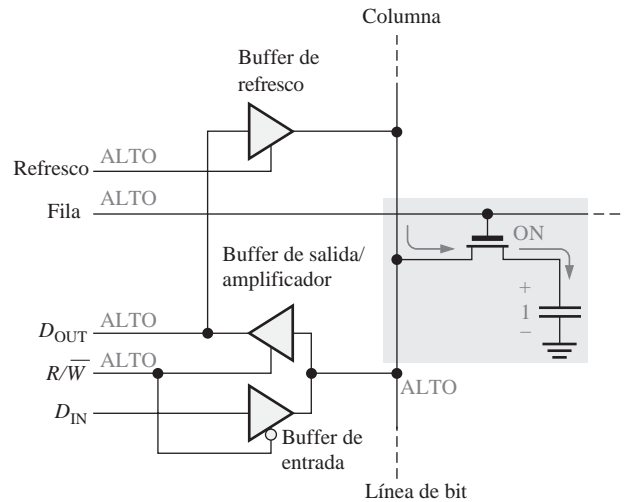 Columna
Buffer de
refresco
ALTO
Refresco
ALTO
Fila
ON
Buffer de salida/
amplificador
+
1
−
ALTO
D_OUT
ALTO
R/W̅
ALTO
D_IN
Buffer de
entrada
Línea de bit